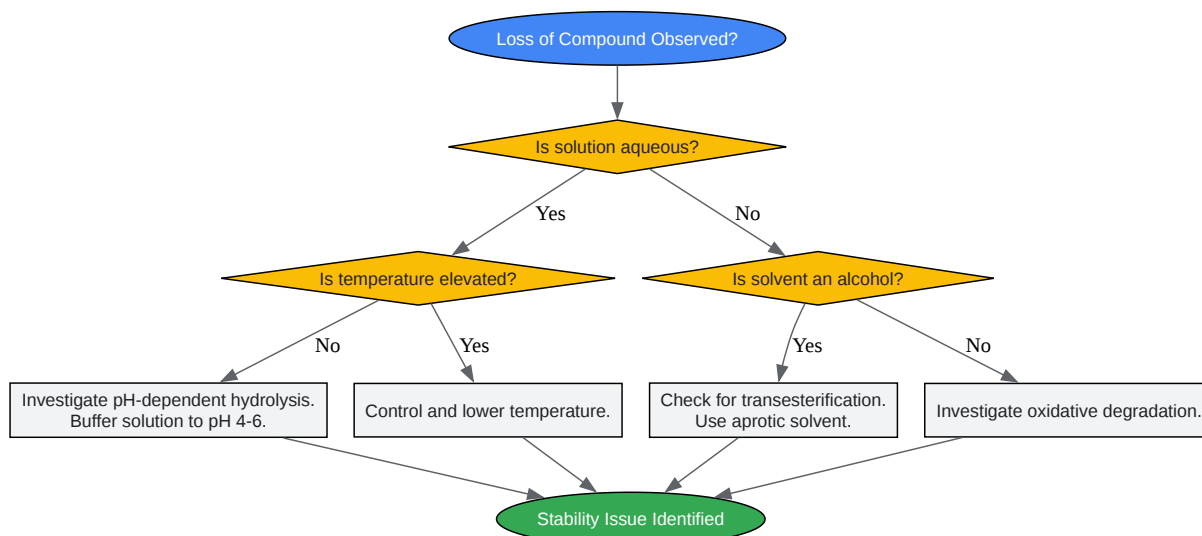 Loss of Compound Observed?
Is solution aqueous?
Yes
No
Is temperature elevated?
Is solvent an alcohol?
No
Yes
Yes
No
Investigate pH-dependent hydrolysis.
Buffer solution to pH 4-6.
Control and lower temperature.
Check for transesterification.
Use aprotic solvent.
Investigate oxidative degradation.
Stability Issue Identified